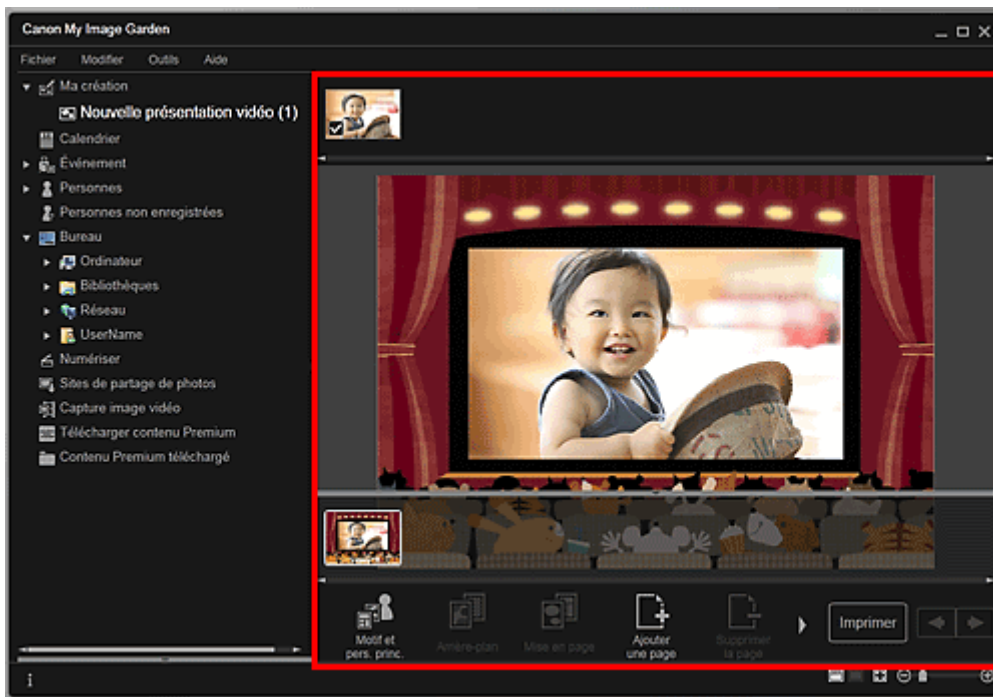 Canon My Image Garden
Fichier Modifier Outils Aide
Ma création
Nouvelle présentation vidéo (1)
Calendrier
Événement
Personnes
Personnes non enregistrées
Bureau
Ordinateur
Bibliothèques
Réseau
UserName
Numériser
Sites de partage de photos
Capture image vidéo
Télécharger contenu Premium
Contenu Premium téléchargé
Motif et
pers. princ.
Arrière-plan
Mise en page
Ajouter
une page
Supprimer
la page
Imprimer